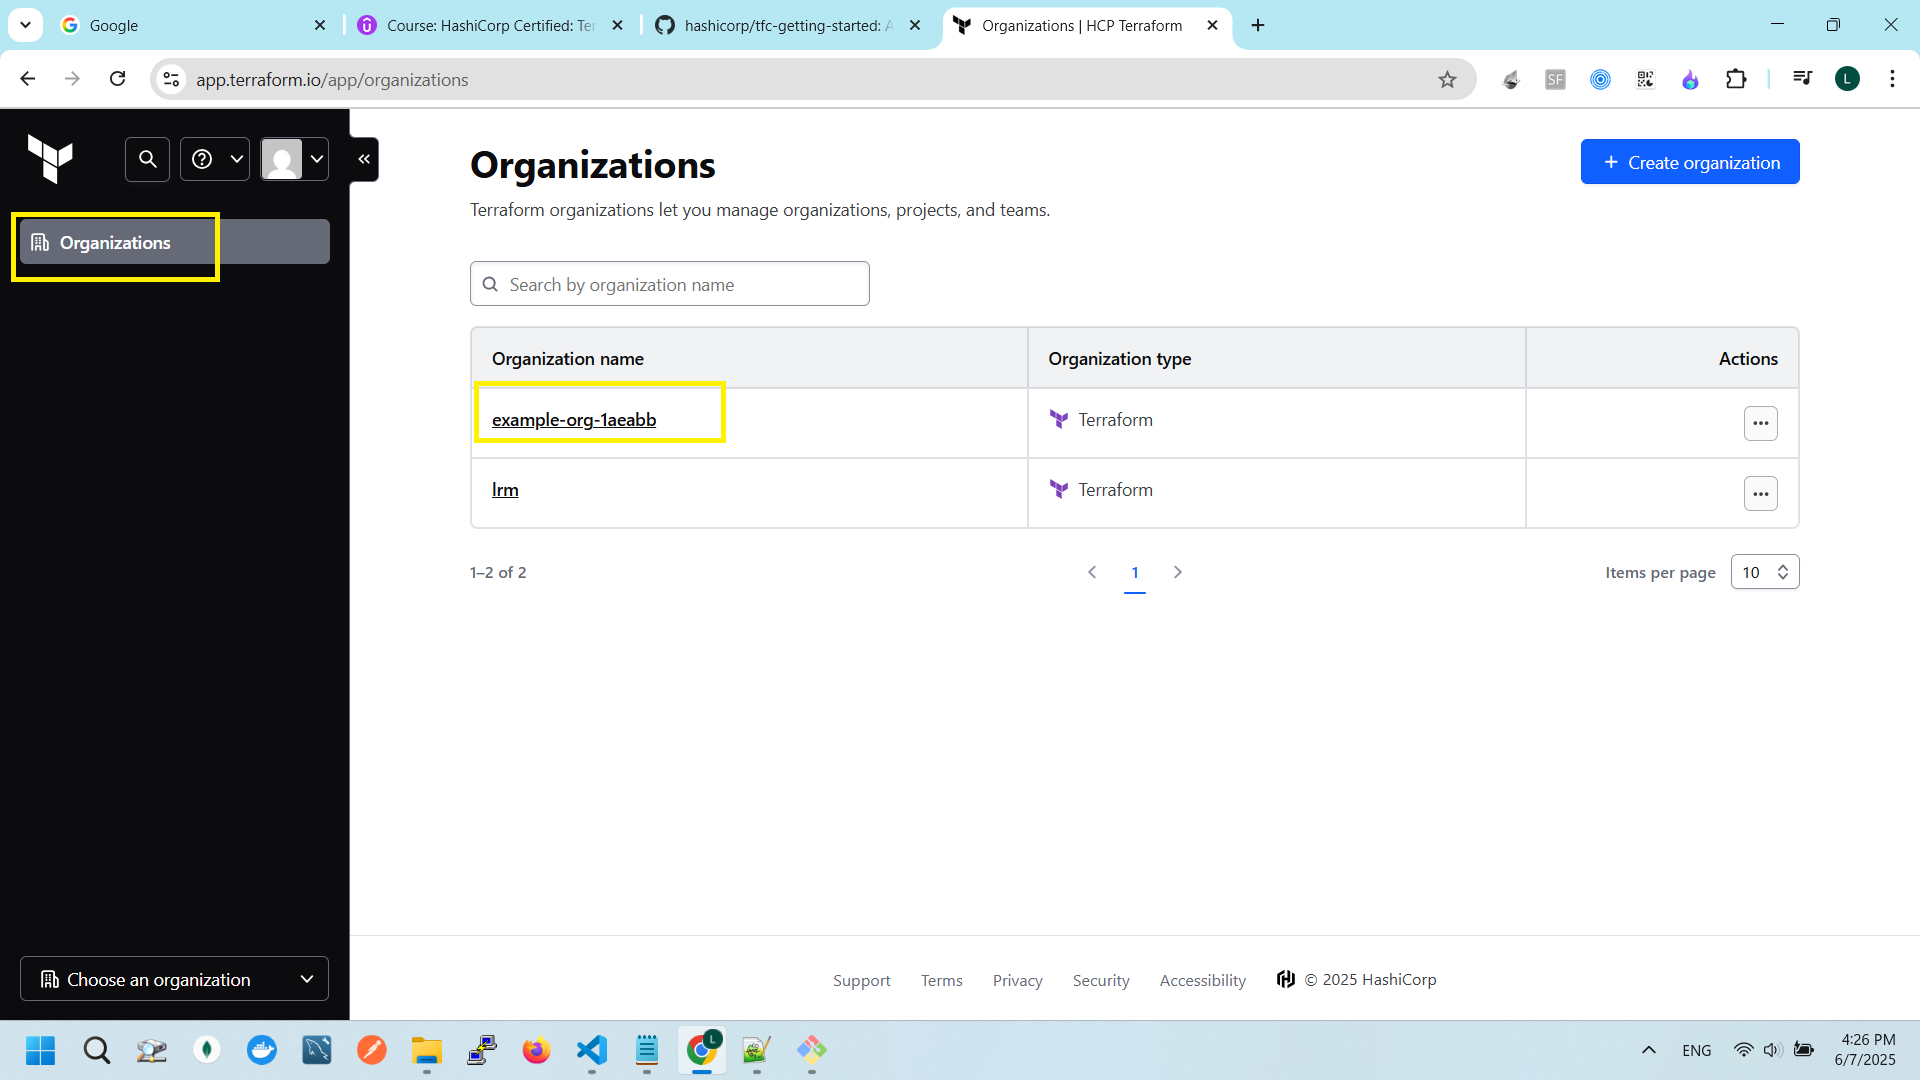 Google
Course: HashiCorp Certified: Ter
hashicorp/tfc-getting-started: A
Organizations | HCP Terraform
app.terraform.io/app/organizations
SF
L
Organizations
Choose an organization
Organizations
Create organization
Terraform organizations let you manage organizations, projects, and teams.
Search by organization name
Organization name Organization type Actions
example-org-1aeabb Terraform
lrm Terraform
1–2 of 2 1 Items per page 10
Support Terms Privacy Security Accessibility © 2025 HashiCorp
L
ENG
4:26 PM
6/7/2025